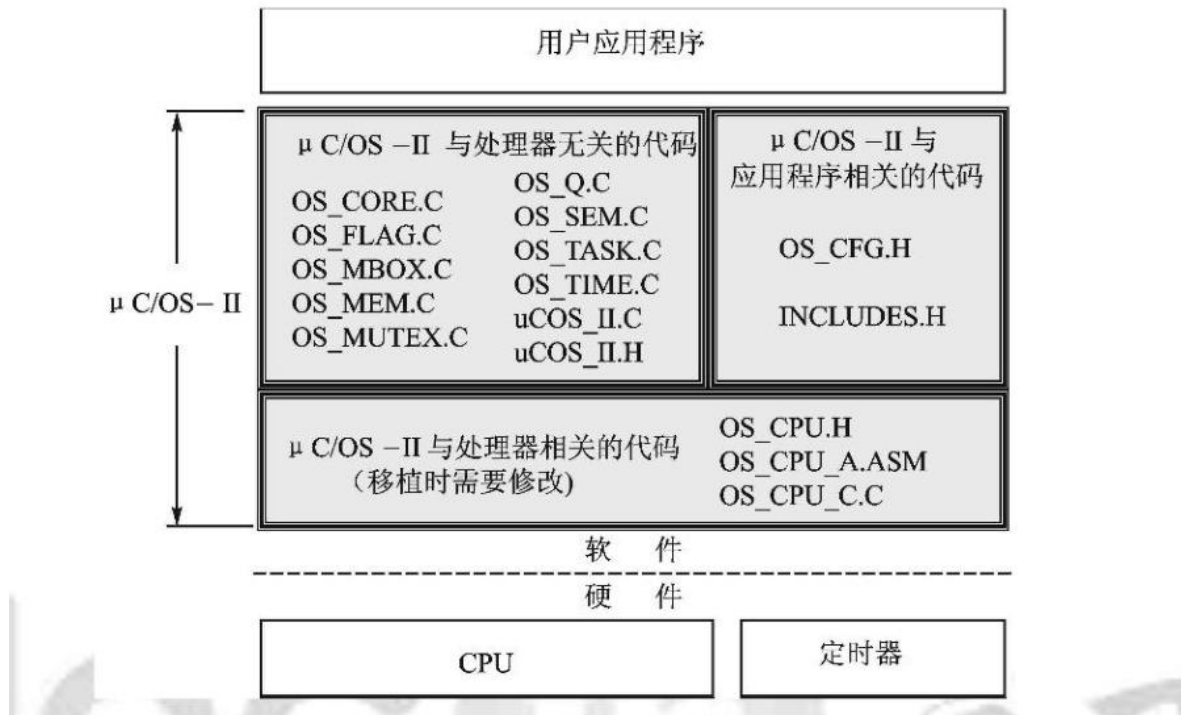 用户应用程序
μ C/OS －II 与处理器无关的代码
OS_CORE.C
OS_FLAG.C
OS_MBOX.C
OS_MEM.C
OS_MUTEX.C
OS_Q.C
OS_SEM.C
OS_TASK.C
OS_TIME.C
uCOS_II.C
uCOS_II.H
μ C/OS －II 与
应用程序相关的代码
OS_CFG.H
INCLUDES.H
μ C/OS－ II
μ C/OS －II 与处理器相关的代码
（移植时需要修改)
OS_CPU.H
OS_CPU_A.ASM
OS_CPU_C.C
软 件
硬 件
CPU
定时器